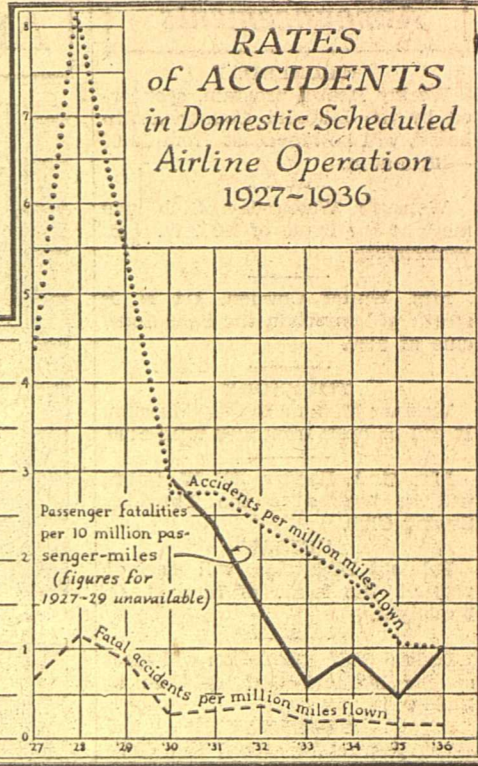 RATES
of ACCIDENTS
in Domestic Scheduled
Airline Operation
1927~1936
8
7
6
5
4
3
2
1
0
Accidents per million miles flown
Passenger fatalities
per 10 million pas-
senger-miles
(figures for
1927-29 unavailable)
Fatal accidents per million miles flown
'27 '28 '29 '30 '31 '32 '33 '34 '35 '36